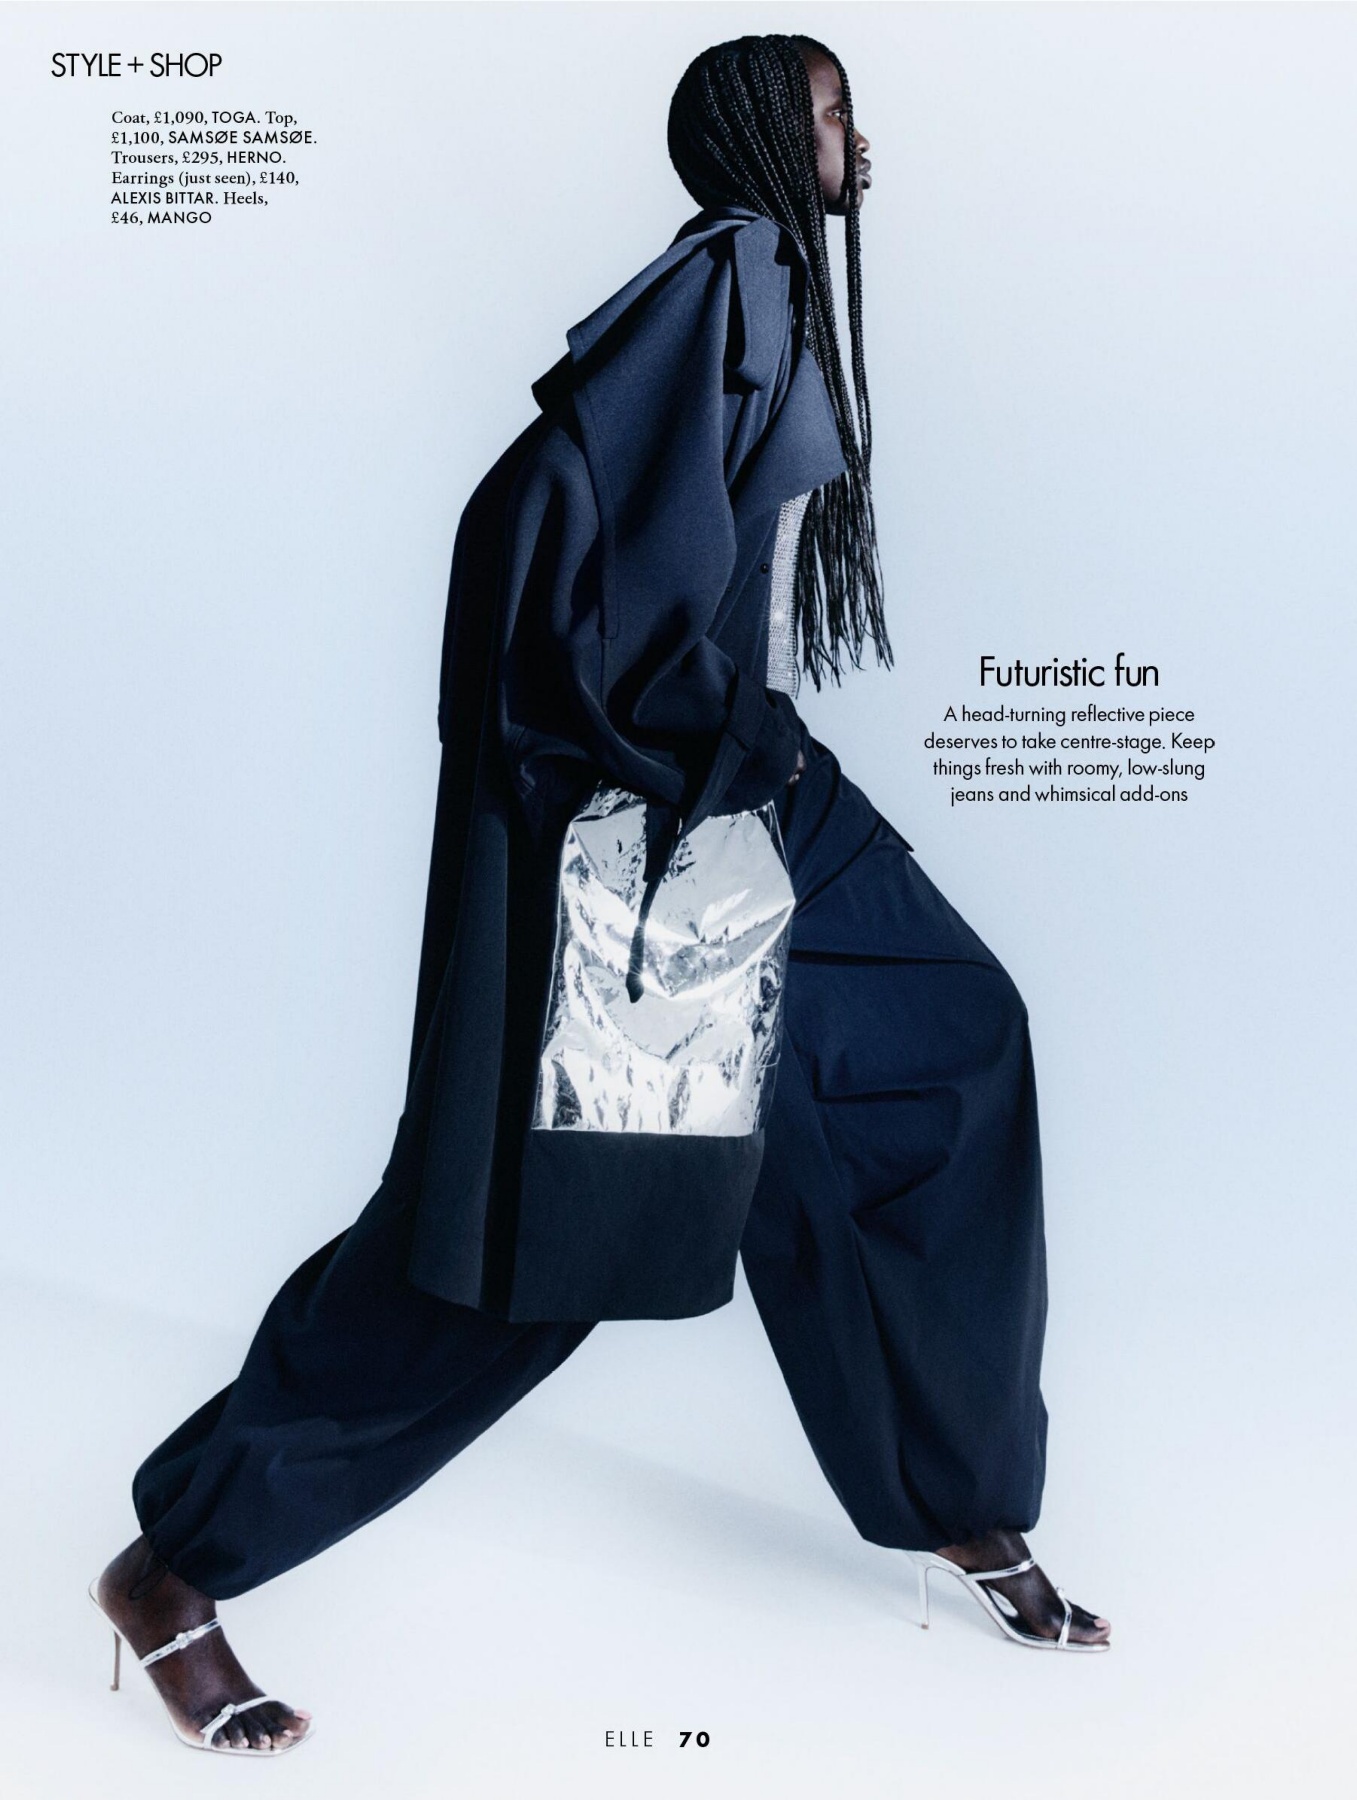 STYLE + SHOP
Coat, £1,090, TOGA. Top,
£1,100, SAMSØE SAMSØE.
Trousers, £295, HERNO.
Earrings (just seen), £140,
ALEXIS BITTAR. Heels,
£46, MANGO
Futuristic fun
A head-turning reflective piece
deserves to take centre-stage. Keep
things fresh with roomy, low-slung
jeans and whimsical add-ons
ELLE 70